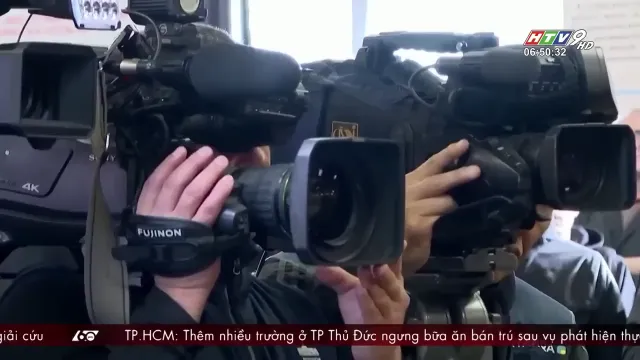 HTV9 HD
06:50:32
4K
FUJINON
giải cứu
60 TP.HCM: Thêm nhiều trường ở TP Thủ Đức ngưng bữa ăn bán trú sau vụ phát hiện thự